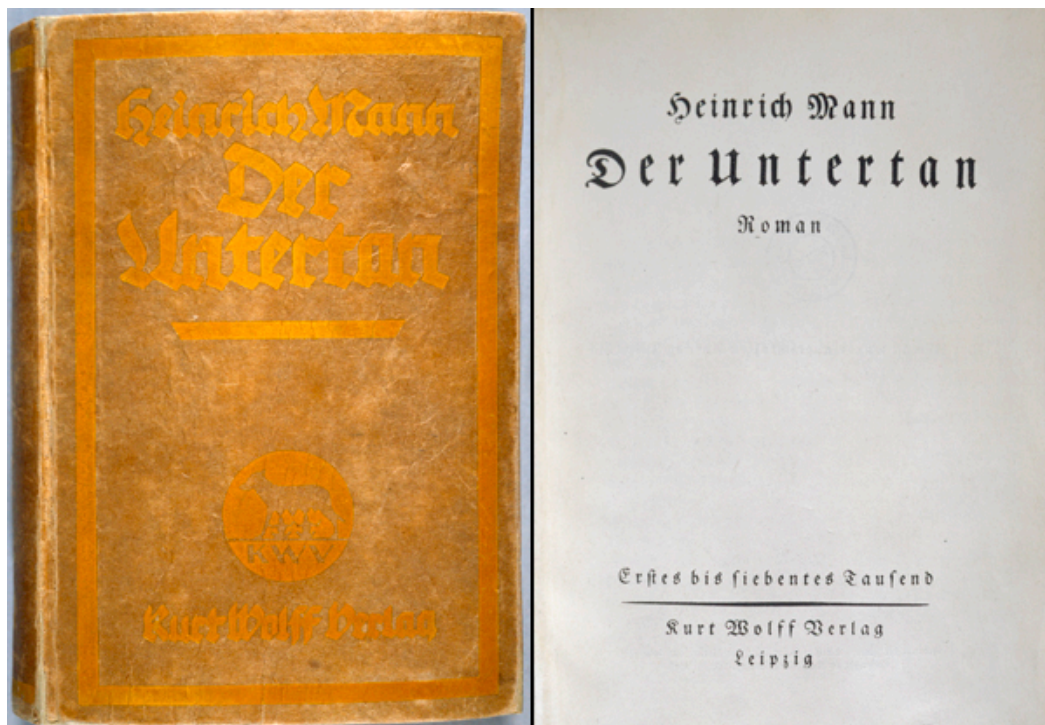 Heinrich Mann
Der
Untertan
KWV
Kurt Wolff Verlag
Heinrich Mann
Der Untertan
Roman
Erstes bis siebentes Tausend
Kurt Wolff Verlag
Leipzig